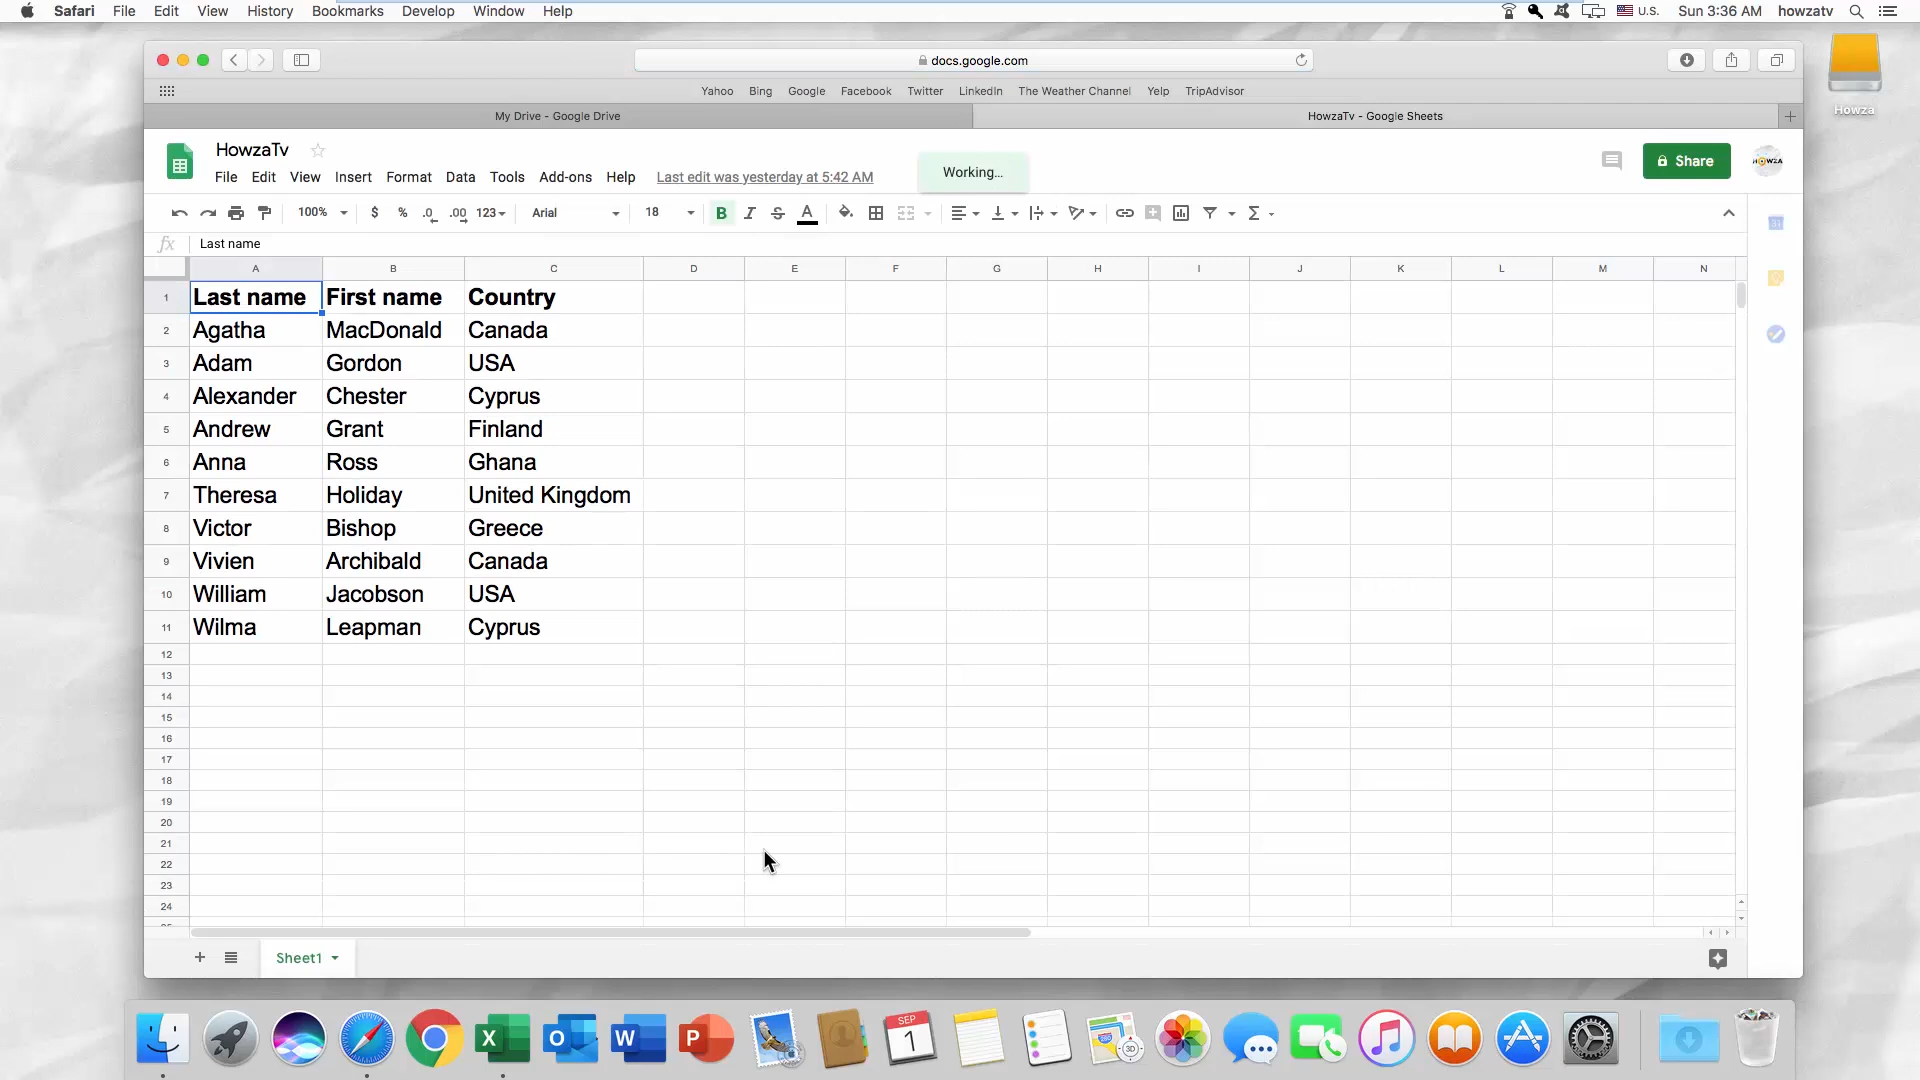 Safari File Edit View History Bookmarks Develop Window Help U.S. Sun 3:36 AM howzatv
docs.google.com
Howza
Yahoo Bing Google Facebook Twitter LinkedIn The Weather Channel Yelp TripAdvisor
My Drive - Google Drive HowzaTv - Google Sheets
HowzaTv
Working...
Share
HOWZA
File Edit View Insert Format Data Tools Add-ons Help Last edit was yesterday at 5:42 AM
100% $ % .0 .00 123 Arial 18 B I S A Σ
31
fx Last name
A B C D E F G H I J K L M N
1 Last name First name Country
2 Agatha MacDonald Canada
3 Adam Gordon USA
4 Alexander Chester Cyprus
5 Andrew Grant Finland
6 Anna Ross Ghana
7 Theresa Holiday United Kingdom
8 Victor Bishop Greece
9 Vivien Archibald Canada
10 William Jacobson USA
11 Wilma Leapman Cyprus
12
13
14
15
16
17
18
19
20
21
22
23
24
+ Sheet1
X O W P SEP 1 3D